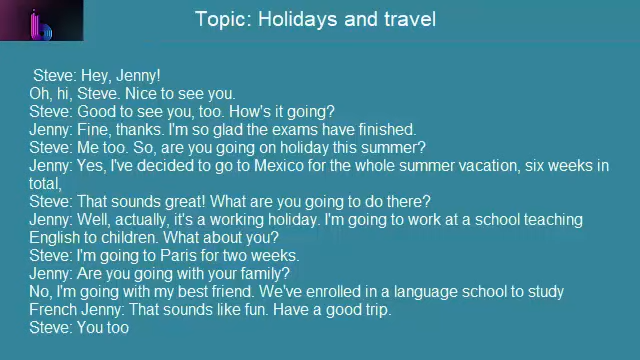 Topic: Holidays and travel
Steve: Hey, Jenny!
Oh, hi, Steve. Nice to see you.
Steve: Good to see you, too. How's it going?
Jenny: Fine, thanks. I'm so glad the exams have finished.
Steve: Me too. So, are you going on holiday this summer?
Jenny: Yes, I've decided to go to Mexico for the whole summer vacation, six weeks in
total,
Steve: That sounds great! What are you going to do there?
Jenny: Well, actually, it's a working holiday. I'm going to work at a school teaching
English to children. What about you?
Steve: I'm going to Paris for two weeks.
Jenny: Are you going with your family?
No, I'm going with my best friend. We've enrolled in a language school to study
French Jenny: That sounds like fun. Have a good trip.
Steve: You too